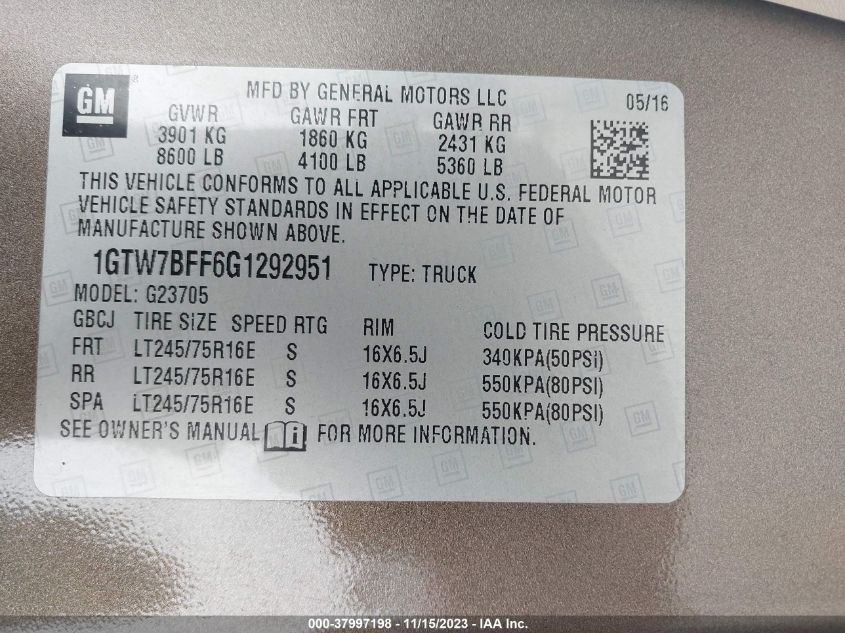 GM
MFD BY GENERAL MOTORS LLC
05/16
GVWR GAWR FRT GAWR RR
3901 KG 1860 KG 2431 KG
8600 LB 4100 LB 5360 LB
THIS VEHICLE CONFORMS TO ALL APPLICABLE U.S. FEDERAL MOTOR
VEHICLE SAFETY STANDARDS IN EFFECT ON THE DATE OF
MANUFACTURE SHOWN ABOVE.
1GTW7BFF6G1292951 TYPE: TRUCK
MODEL: G23705
GBCJ TIRE SIZE SPEED RTG RIM COLD TIRE PRESSURE
FRT LT245/75R16E S 16X6.5J 340KPA(50PSI)
RR LT245/75R16E S 16X6.5J 550KPA(80PSI)
SPA LT245/75R16E S 16X6.5J 550KPA(80PSI)
SEE OWNER'S MANUAL i FOR MORE INFORMATION.
000-37997198 - 11/15/2023 - IAA Inc.